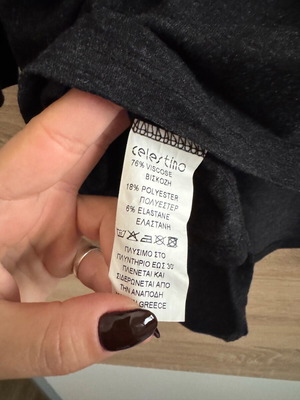 celestino
76% VISCOSE
ΒΙΣΚΟΖΗ
18% POLYESTER
ΠΟΛΥΕΣΤΕΡ
6% ELASTANE
ΕΛΑΣΤΑΝΗ
ΠΛΥΣΙΜΟ ΣΤΟ
ΠΛΥΝΤΗΡΙΟ ΕΩΣ 30
ΠΛΕΝΕΤΑΙ ΚΑΙ
ΣΙΔΕΡΩΝΕΤΑΙ ΑΠΟ
ΤΗΝ ΑΝΑΠΟΔΗ
GREECE